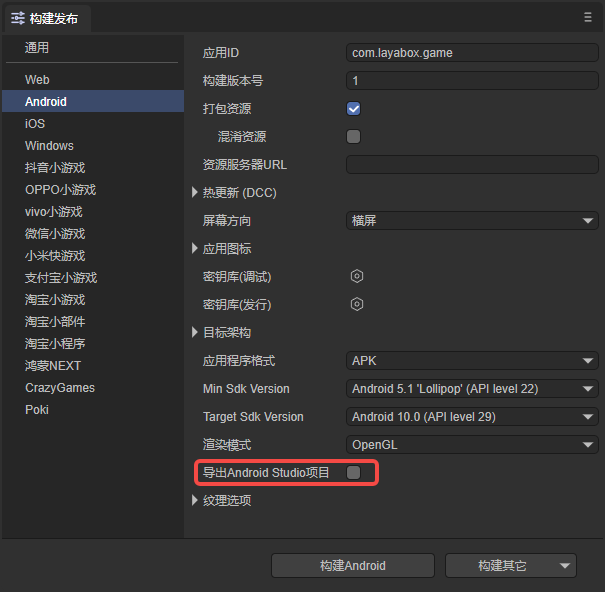 构建发布
通用
Web
Android
iOS
Windows
抖音小游戏
OPPO小游戏
vivo小游戏
微信小游戏
小米快游戏
支付宝小游戏
淘宝小游戏
淘宝小部件
淘宝小程序
鸿蒙NEXT
CrazyGames
Poki
应用ID com.layabox.game
构建版本号 1
打包资源
混淆资源
资源服务器URL
热更新 (DCC)
屏幕方向 横屏
应用图标
密钥库(调试)
密钥库(发行)
目标架构
应用程序格式 APK
Min Sdk Version Android 5.1 'Lollipop' (API level 22)
Target Sdk Version Android 10.0 (API level 29)
渲染模式 OpenGL
导出Android Studio项目
纹理选项
构建Android 构建其它